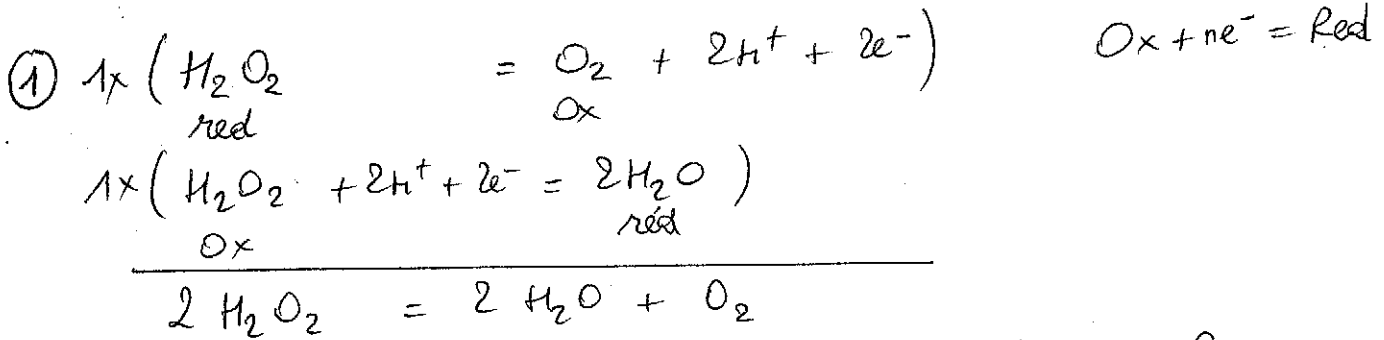 ① 1x ( H₂O₂ = O₂ + 2H⁺ + 2e⁻ ) Ox + ne⁻ = Red
red Ox
1x ( H₂O₂ + 2H⁺ + 2e⁻ = 2H₂O )
Ox réd
2 H₂O₂ = 2 H₂O + O₂